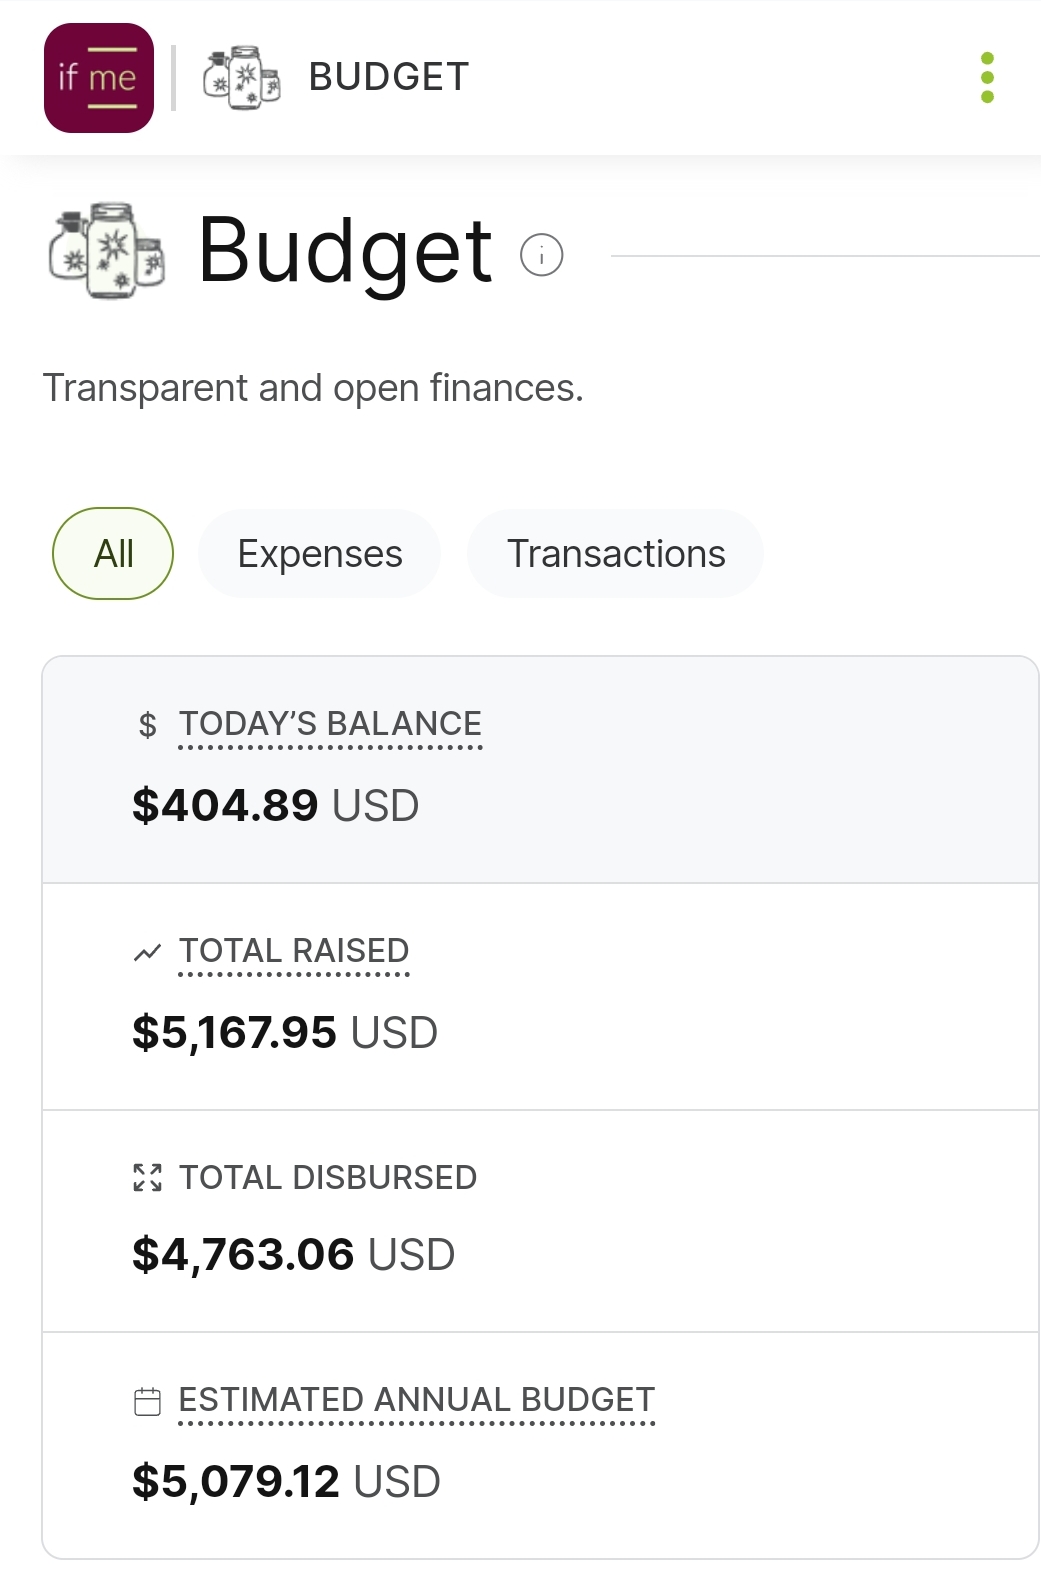 if me
BUDGET
Budget
Transparent and open finances.
All Expenses Transactions
$ TODAY’S BALANCE
$404.89 USD
TOTAL RAISED
$5,167.95 USD
TOTAL DISBURSED
$4,763.06 USD
ESTIMATED ANNUAL BUDGET
$5,079.12 USD